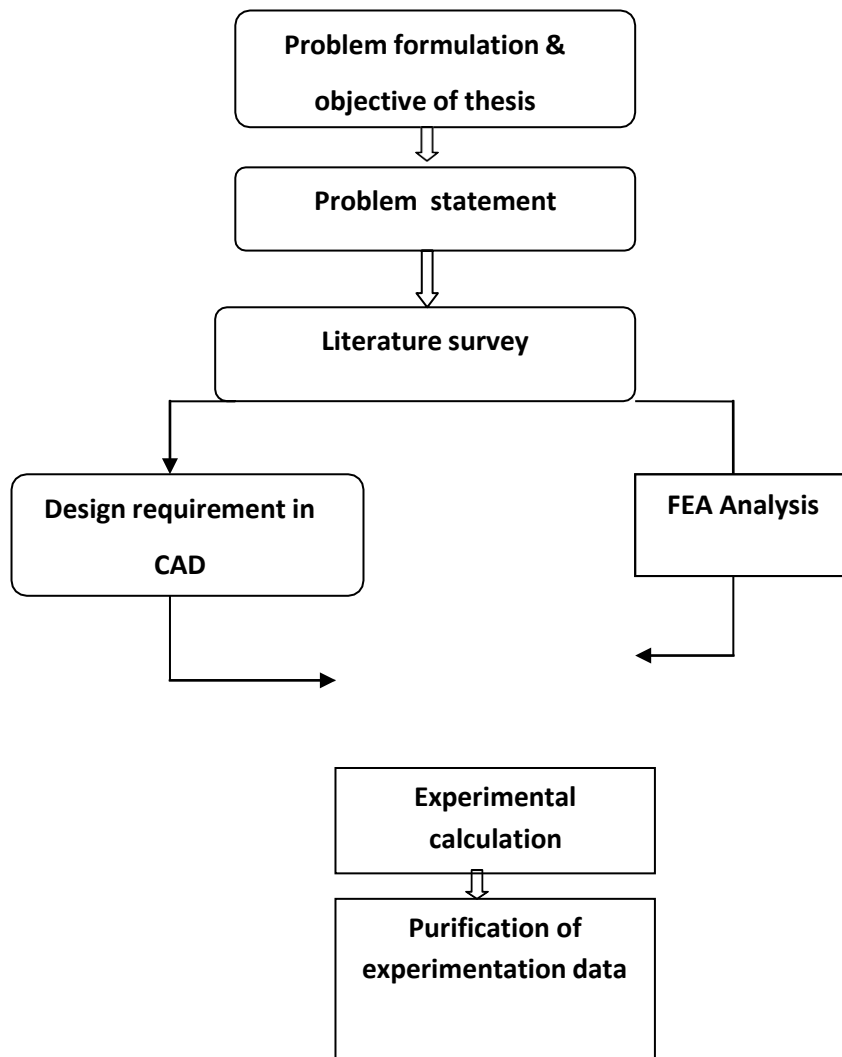 Problem formulation &
objective of thesis
Problem statement
Literature survey
Design requirement in
CAD
FEA Analysis
Experimental
calculation
Purification of
experimentation data